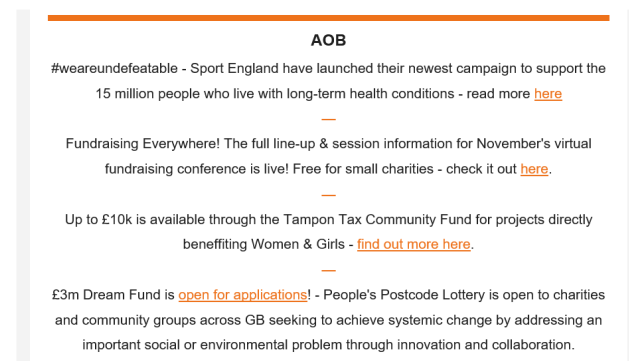 AOB
#weareundefeatable - Sport England have launched their newest campaign to support the
15 million people who live with long-term health conditions - read more here
—
Fundraising Everywhere! The full line-up & session information for November's virtual
fundraising conference is live! Free for small charities - check it out here.
—
Up to £10k is available through the Tampon Tax Community Fund for projects directly
beneffiting Women & Girls - find out more here.
—
£3m Dream Fund is open for applications! - People's Postcode Lottery is open to charities
and community groups across GB seeking to achieve systemic change by addressing an
important social or environmental problem through innovation and collaboration.